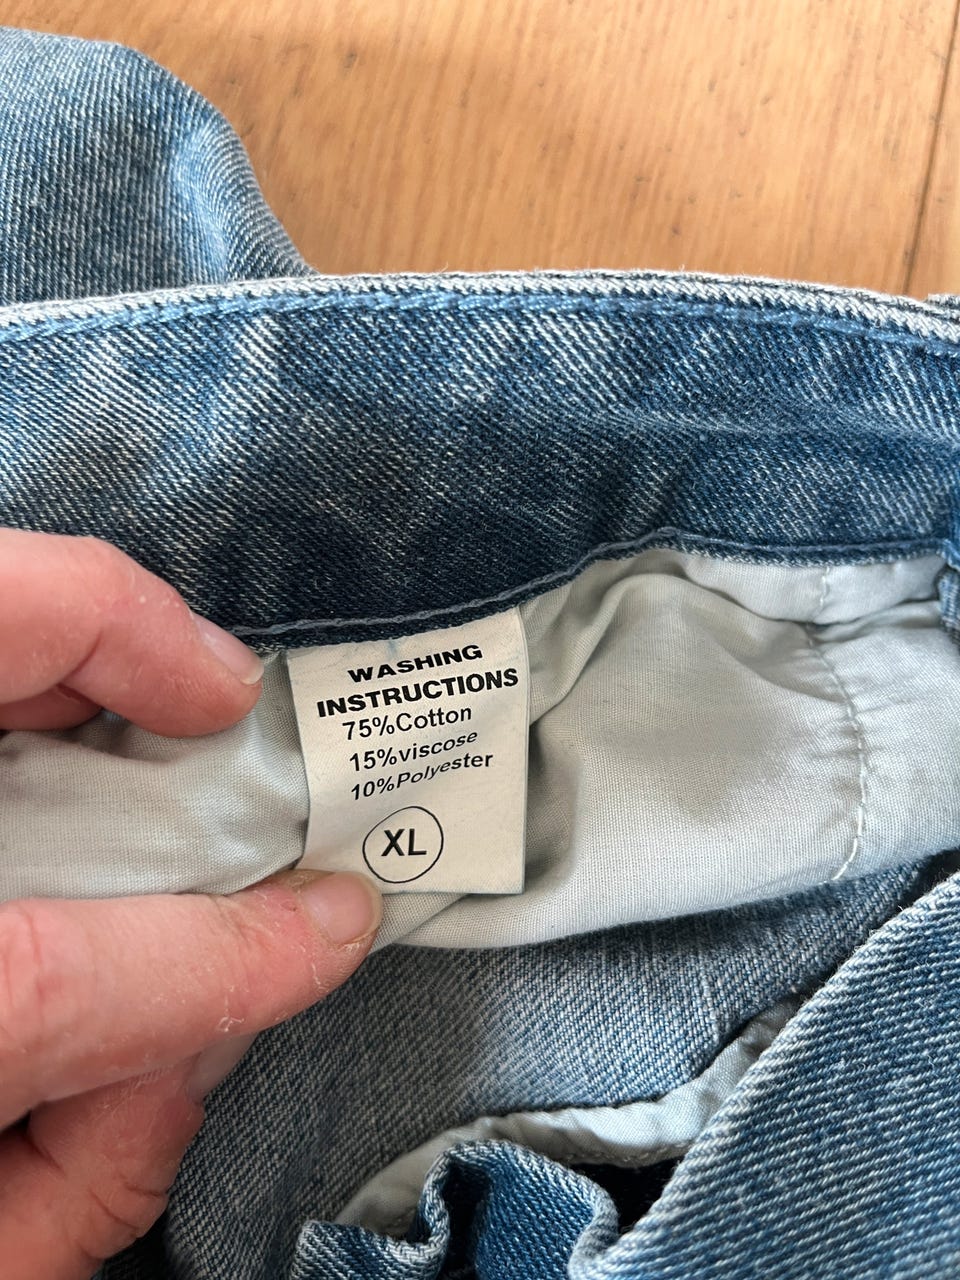 WASHING
INSTRUCTIONS
75%Cotton
15%viscose
10%Polyester
XL